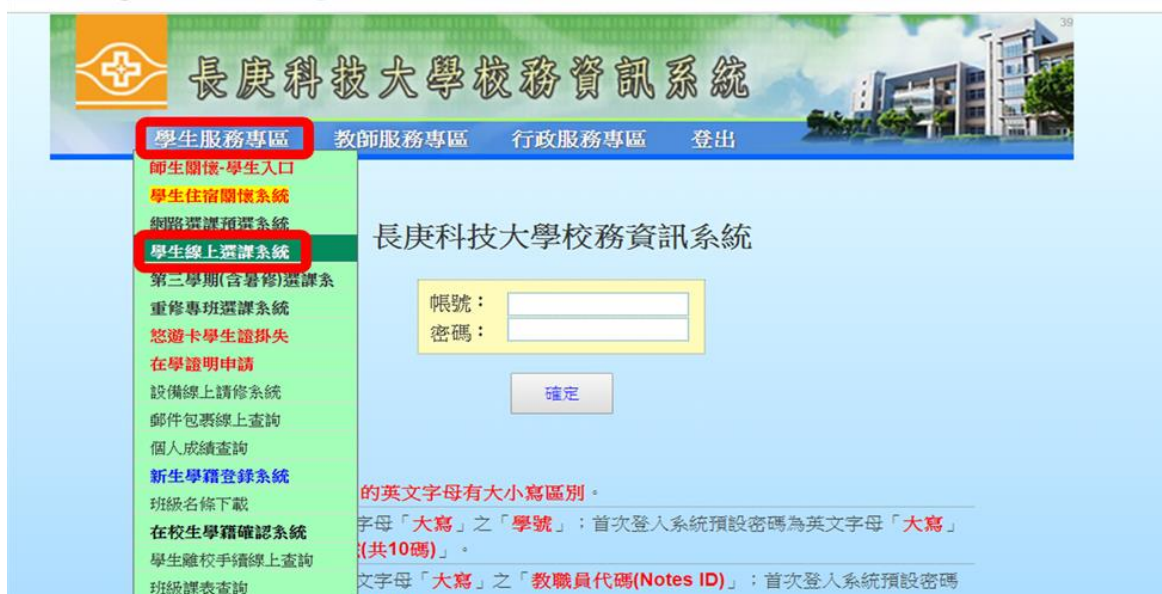 39
長庚科技大學校務資訊系統
學生服務專區 教師服務專區 行政服務專區 登出
師生關懷-學生入口
學生住宿關懷系統
網路選課預選系統
學生線上選課系統
第三學期(含暑修)選課系
重修專班選課系統
悠遊卡學生證掛失
在學證明申請
設備線上請修系統
郵件包裹線上查詢
個人成績查詢
新生學籍登錄系統
班級名條下載
在校生學籍確認系統
學生離校手續線上查詢
班級課表查詢
長庚科技大學校務資訊系統
帳號：
密碼：
確定
的英文字母有大小寫區別。
字母「大寫」之「學號」；首次登入系統預設密碼為英文字母「大寫」
(共10碼)」。
文字母「大寫」之「教職員代碼(Notes ID)」；首次登入系統預設密碼